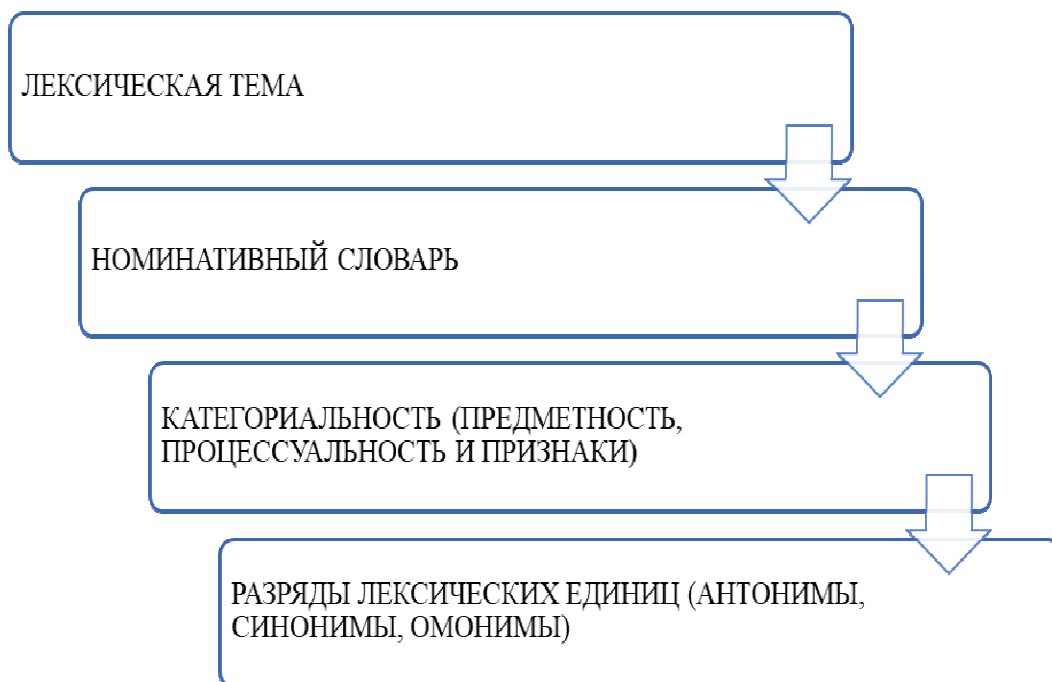 ЛЕКСИЧЕСКАЯ ТЕМА
НОМИНАТИВНЫЙ СЛОВАРЬ
КАТЕГОРИАЛЬНОСТЬ (ПРЕДМЕТНОСТЬ,
ПРОЦЕССУАЛЬНОСТЬ И ПРИЗНАКИ)
РАЗРЯДЫ ЛЕКСИЧЕСКИХ ЕДИНИЦ (АНТОНИМЫ,
СИНОНИМЫ, ОМОНИМЫ)